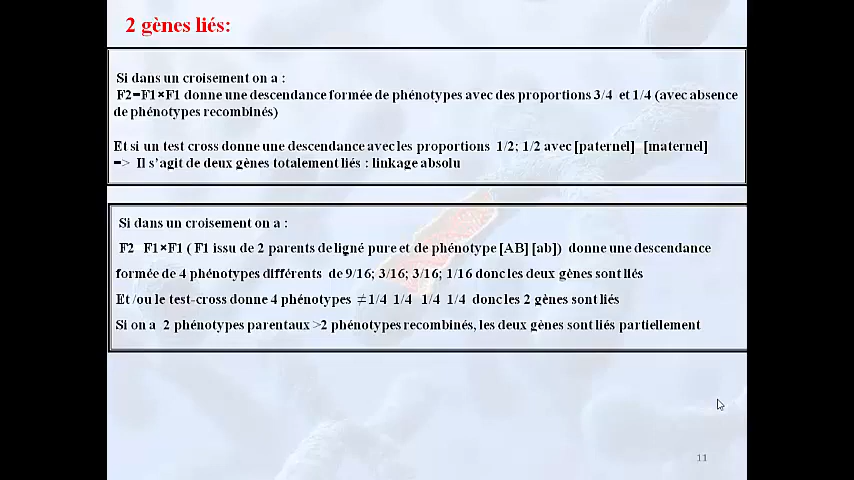 2 gènes liés:
Si dans un croisement on a :
F2=F1×F1 donne une descendance formée de phénotypes avec des proportions 3/4 et 1/4 (avec absence
de phénotypes recombinés)
Et si un test cross donne une descendance avec les proportions 1/2; 1/2 avec [paternel] [maternel]
=> Il s'agit de deux gènes totalement liés : linkage absolu
Si dans un croisement on a :
F2 F1×F1 ( F1 issu de 2 parents de ligné pure et de phénotype [AB] [ab]) donne une descendance
formée de 4 phénotypes différents de 9/16; 3/16; 3/16; 1/16 donc les deux gènes sont liés
Et /ou le test-cross donne 4 phénotypes ≠ 1/4 1/4 1/4 1/4 donc les 2 gènes sont liés
Si on a 2 phénotypes parentaux >2 phénotypes recombinés, les deux gènes sont liés partiellement
11